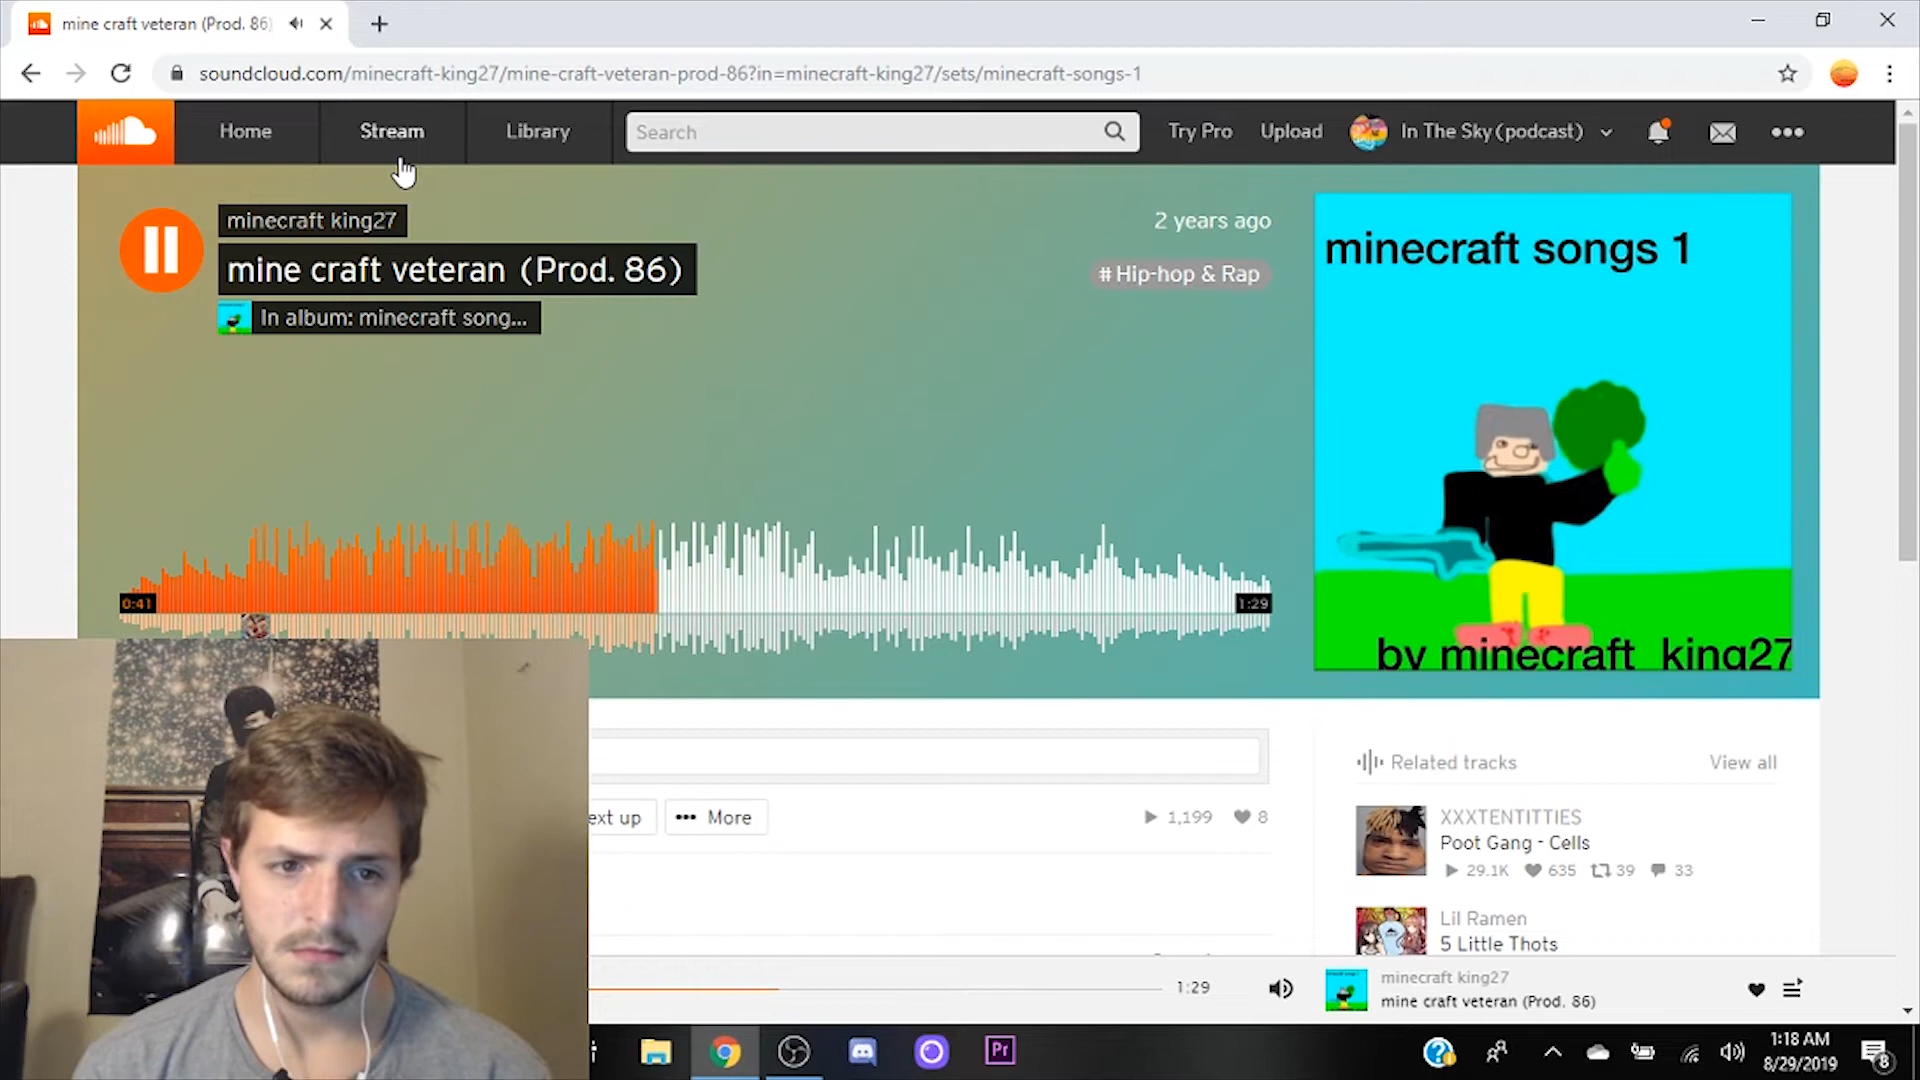 mine craft veteran (Prod. 86)
soundcloud.com/minecraft-king27/mine-craft-veteran-prod-86?in=minecraft-king27/sets/minecraft-songs-1
Home
Stream
Library
Search
Try Pro
Upload
In The Sky (podcast)
minecraft king27
2 years ago
mine craft veteran (Prod. 86)
# Hip-hop & Rap
In album: minecraft song...
0:41
1:29
minecraft songs 1
by minecraft king27
ext up
More
1,199
8
Related tracks
View all
XXXTENTITTIES
Poot Gang - Cells
29.1K
635
39
33
Lil Ramen
5 Little Thots
1:29
minecraft king27
mine craft veteran (Prod. 86)
Pr
1:18 AM
8/29/2019
8